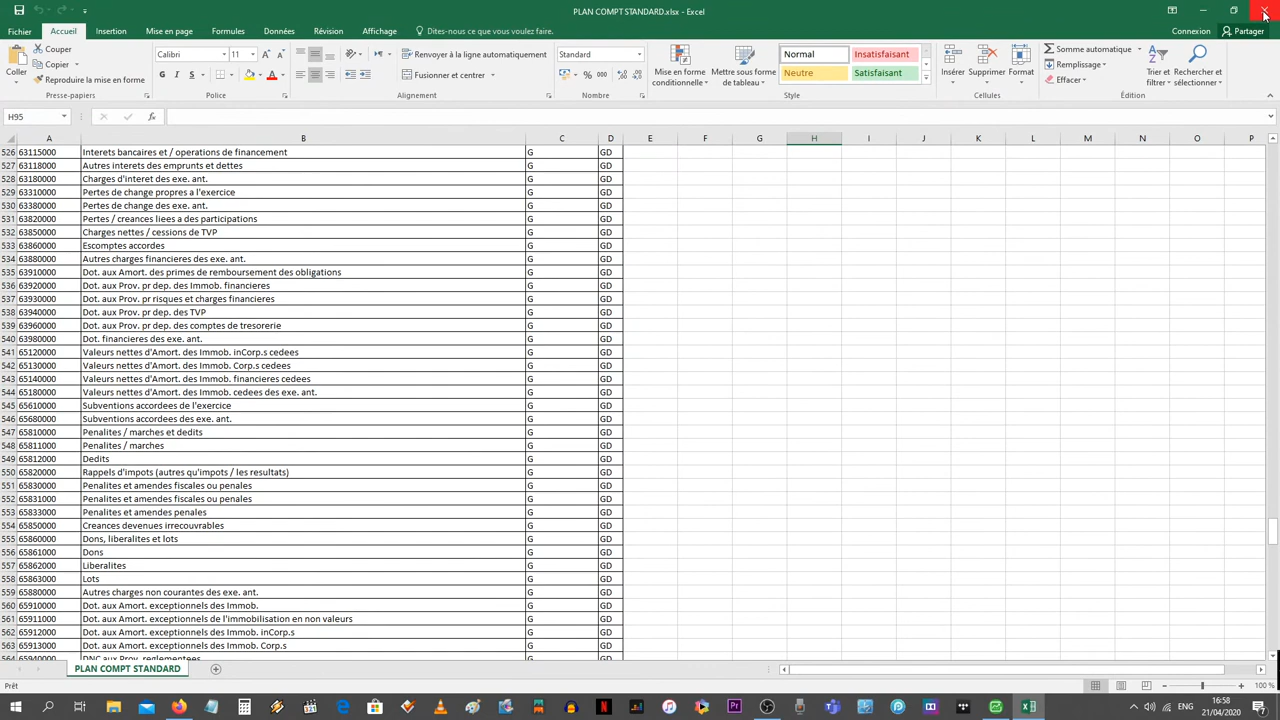 PLAN COMPT STANDARD.xlsx - Excel
Fichier Accueil Insertion Mise en page Formules Données Révision Affichage Dites-nous ce que vous voulez faire. Connexion Partager
Coller
Couper
Copier
Reproduire la mise en forme
Presse-papiers
Calibri 11
G I S
Police
Renvoyer à la ligne automatiquement
Fusionner et centrer
Alignement
Standard
% 000
Nombre
Mise en forme conditionnelle
Mettre sous forme de tableau
Normal Insatisfaisant
Neutre Satisfaisant
Style
Insérer Supprimer Format
Cellules
Somme automatique
Remplissage
Effacer
Trier et filtrer
Rechercher et sélectionner
Édition
H95 fx
A B C D E F G H I J K L M N O P
526 63115000 Interets bancaires et / operations de financement G GD
527 63118000 Autres interets des emprunts et dettes G GD
528 63180000 Charges d'interet des exe. ant. G GD
529 63310000 Pertes de change propres a l'exercice G GD
530 63380000 Pertes de change des exe. ant. G GD
531 63820000 Pertes / creances liees a des participations G GD
532 63850000 Charges nettes / cessions de TVP G GD
533 63860000 Escomptes accordes G GD
534 63880000 Autres charges financieres des exe. ant. G GD
535 63910000 Dot. aux Amort. des primes de remboursement des obligations G GD
536 63920000 Dot. aux Prov. pr dep. des Immob. financieres G GD
537 63930000 Dot. aux Prov. pr risques et charges financieres G GD
538 63940000 Dot. aux Prov. pr dep. des TVP G GD
539 63960000 Dot. aux Prov. pr dep. des comptes de tresorerie G GD
540 63980000 Dot. financieres des exe. ant. G GD
541 65120000 Valeurs nettes d'Amort. des Immob. inCorp.s cedees G GD
542 65130000 Valeurs nettes d'Amort. des Immob. Corp.s cedees G GD
543 65140000 Valeurs nettes d'Amort. des Immob. financieres cedees G GD
544 65180000 Valeurs nettes d'Amort. des Immob. cedees des exe. ant. G GD
545 65610000 Subventions accordees de l'exercice G GD
546 65680000 Subventions accordees des exe. ant. G GD
547 65810000 Penalites / marches et dedits G GD
548 65811000 Penalites / marches G GD
549 65812000 Dedits G GD
550 65820000 Rappels d'impots (autres qu'impots / les resultats) G GD
551 65830000 Penalites et amendes fiscales ou penales G GD
552 65831000 Penalites et amendes fiscales ou penales G GD
553 65833000 Penalites et amendes penales G GD
554 65850000 Creances devenues irrecouvrables G GD
555 65860000 Dons, liberalites et lots G GD
556 65861000 Dons G GD
557 65862000 Liberalites G GD
558 65863000 Lots G GD
559 65880000 Autres charges non courantes des exe. ant. G GD
560 65910000 Dot. aux Amort. exceptionnels des Immob. G GD
561 65911000 Dot. aux Amort. exceptionnels de l'immobilisation en non valeurs G GD
562 65912000 Dot. aux Amort. exceptionnels des Immob. inCorp.s G GD
563 65913000 Dot. aux Amort. exceptionnels des Immob. Corp.s G GD
564 65940000 DNC aux Prov. reglementees G GD
PLAN COMPT STANDARD
Prêt 100 %
16:58
21/04/2020